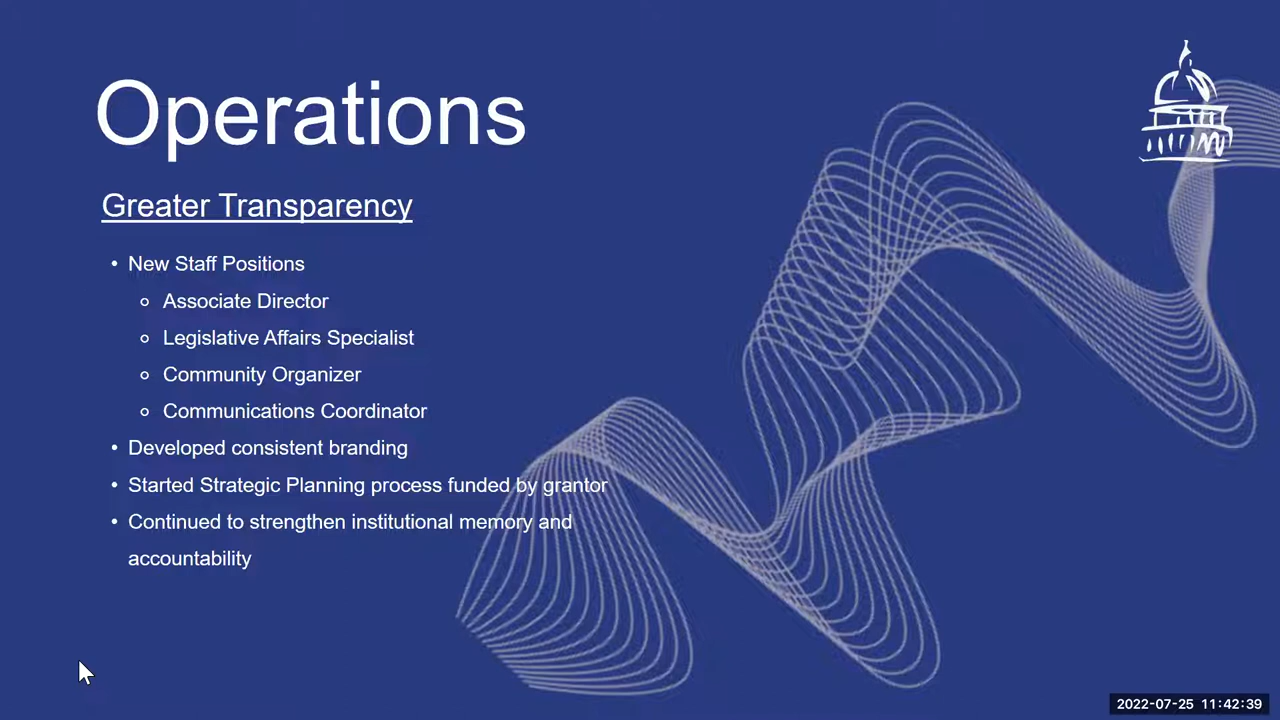 Operations
Greater Transparency
• New Staff Positions
○ Associate Director
○ Legislative Affairs Specialist
○ Community Organizer
○ Communications Coordinator
• Developed consistent branding
• Started Strategic Planning process funded by grantor
• Continued to strengthen institutional memory and
accountability
2022-07-25 11:42:39